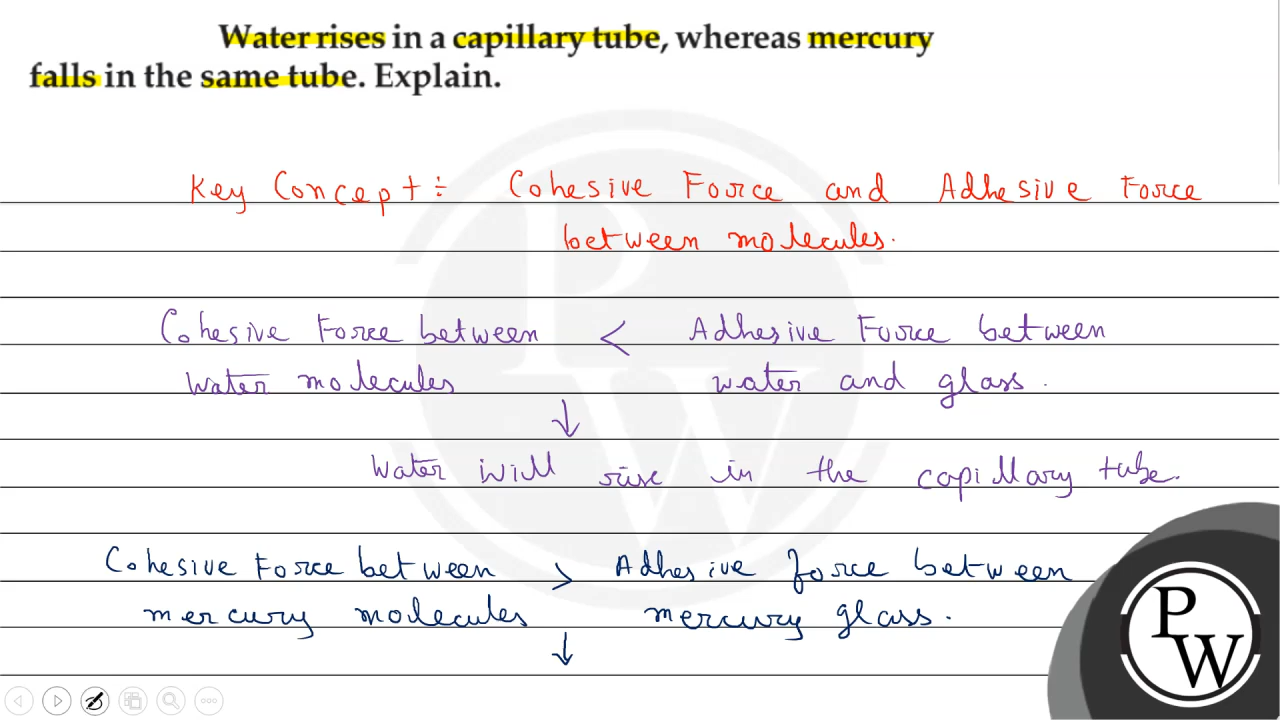 Water rises in a capillary tube, whereas mercury
falls in the same tube. Explain.
Key Concept ÷ Cohesive Force and Adhesive Force
between molecules.
Cohesive Force between < Adhesive Force between
water molecules water and glass.
↓
Water will rise in the capillary tube.
Cohesive Force between > Adhesive force between
mercury molecules mercury glass.
↓
P
W